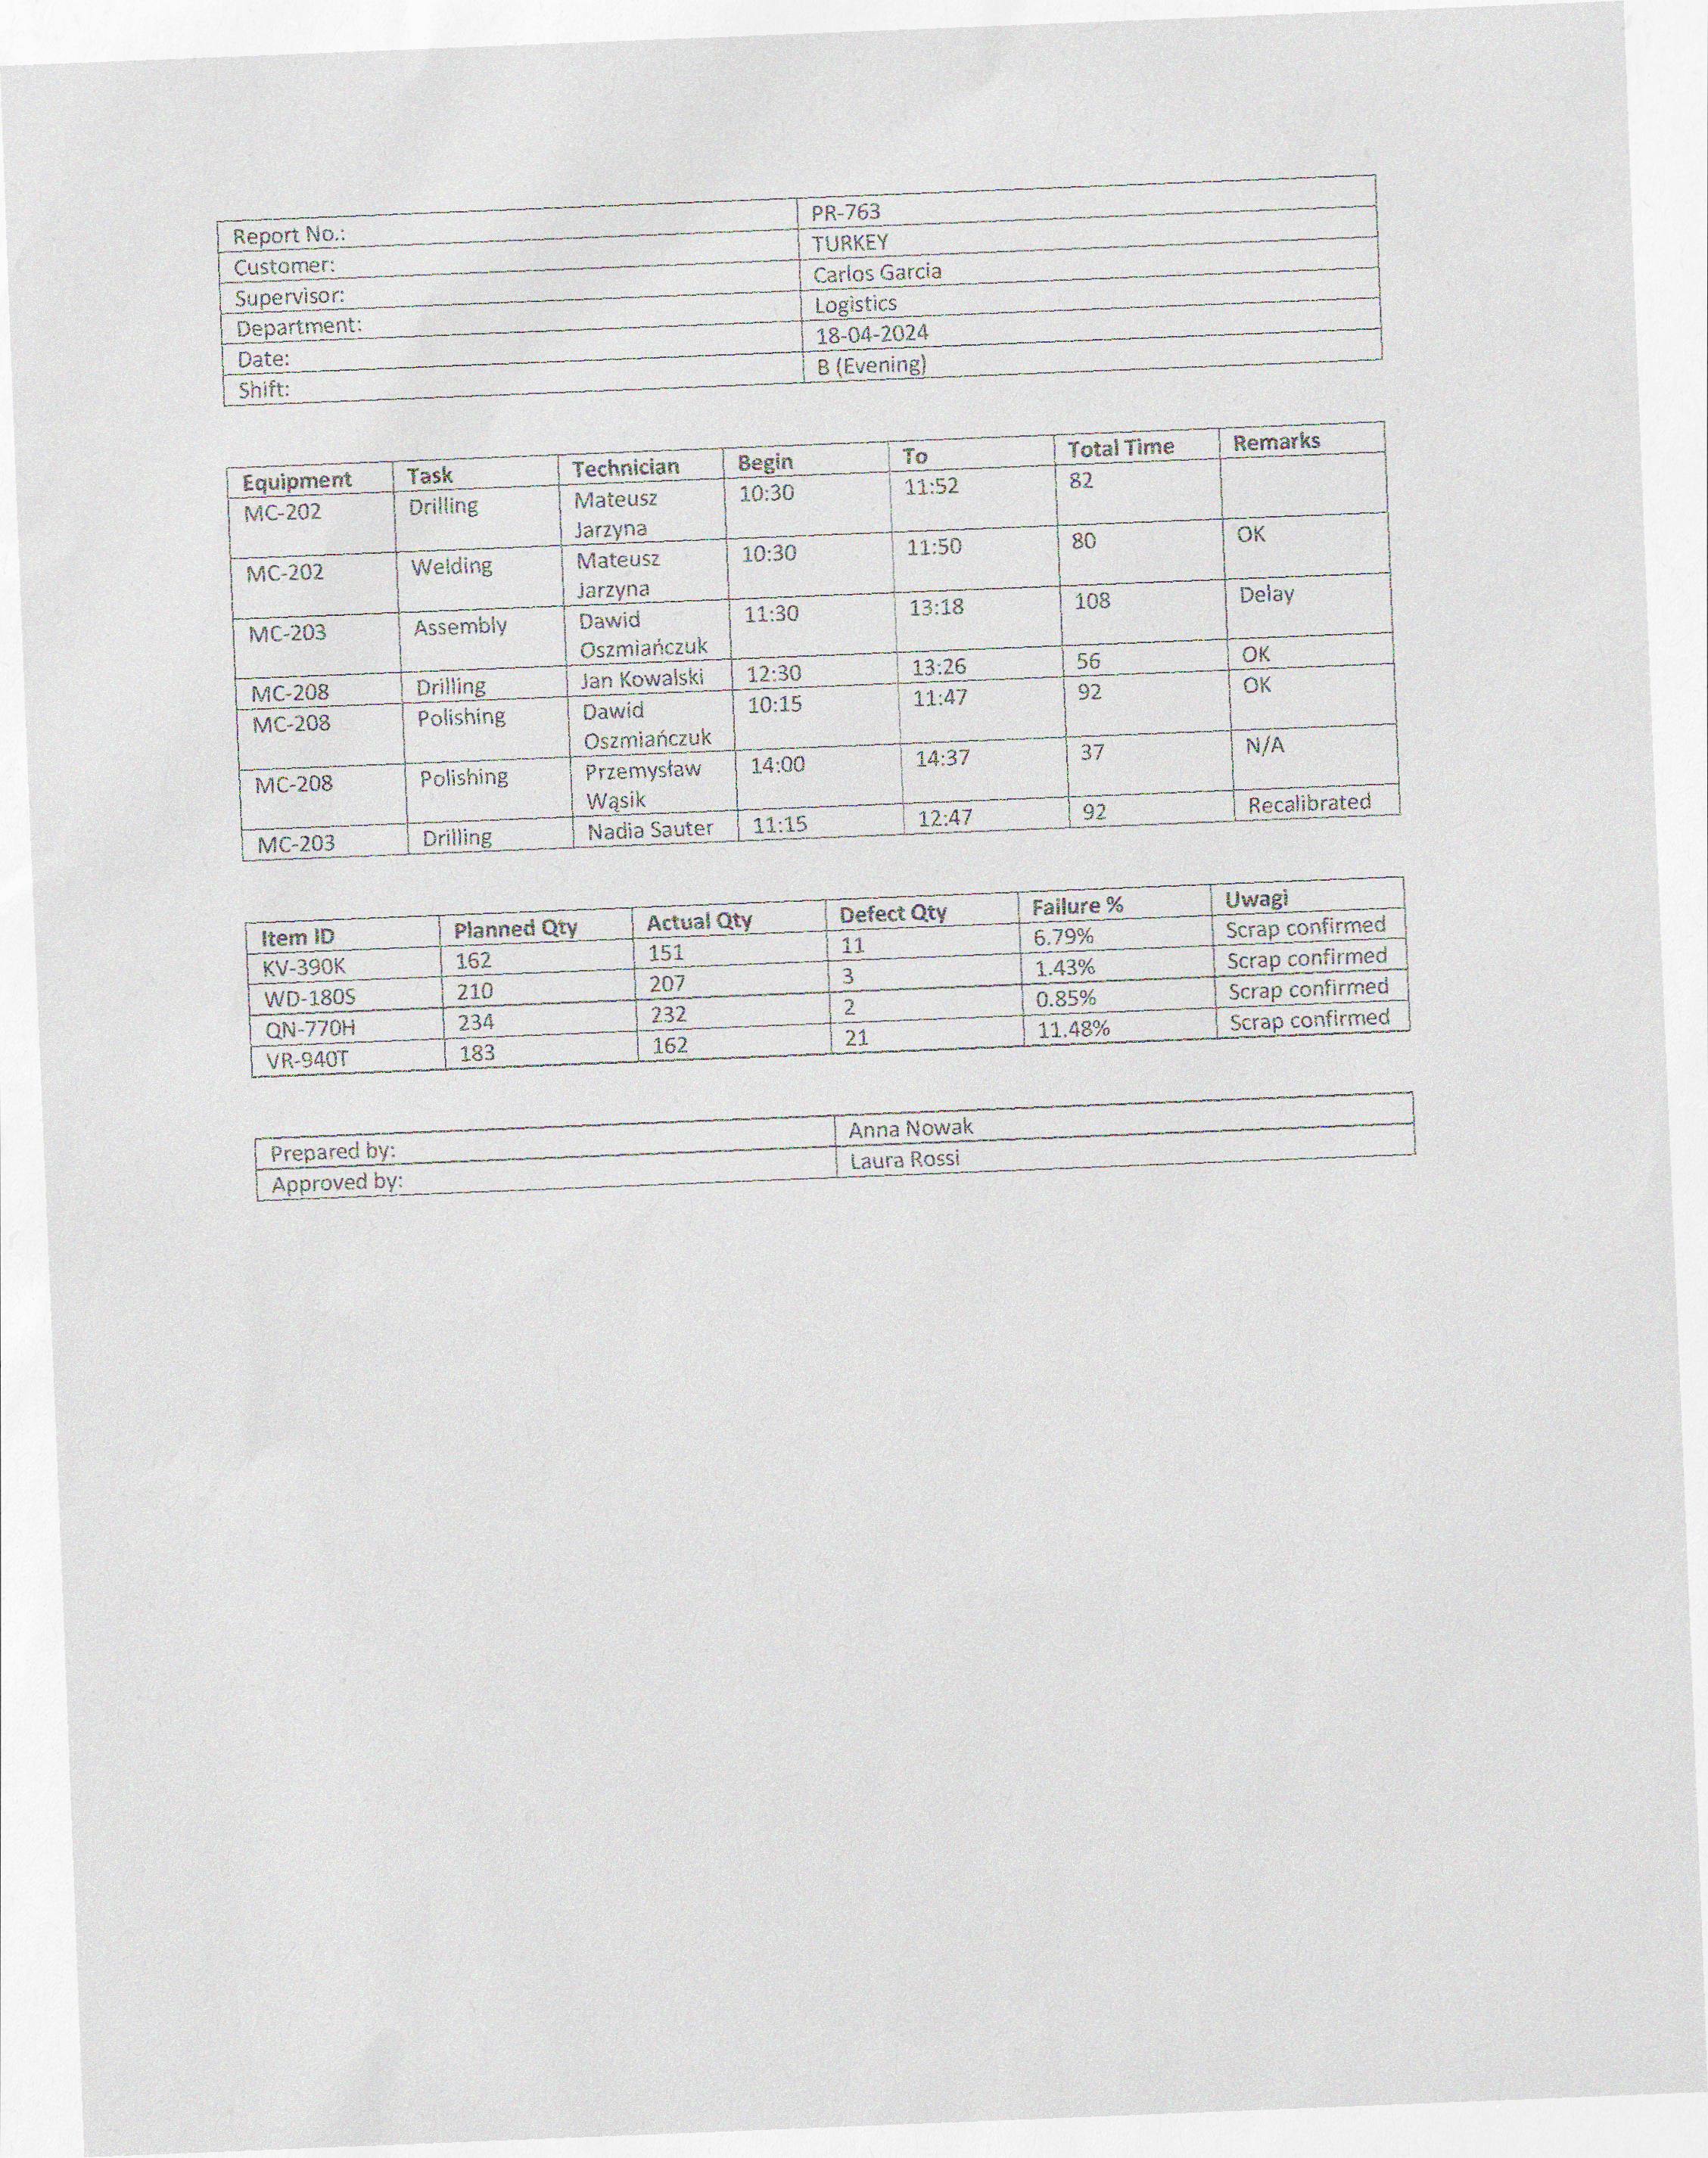 Report No.: PR-763
Customer: TURKEY
Supervisor: Carlos Garcia
Department: Logistics
Date: 18-04-2024
Shift: B (Evening)
Equipment Task Technician Begin To Total Time Remarks
MC-202 Drilling Mateusz Jarzyna 10:30 11:52 82
MC-202 Welding Mateusz Jarzyna 10:30 11:50 80 OK
MC-203 Assembly Dawid Oszmiańczuk 11:30 13:18 108 Delay
MC-208 Drilling Jan Kowalski 12:30 13:26 56 OK
MC-208 Polishing Dawid Oszmiańczuk 10:15 11:47 92 OK
MC-208 Polishing Przemysław Wąsik 14:00 14:37 37 N/A
MC-203 Drilling Nadia Sauter 11:15 12:47 92 Recalibrated
Item ID Planned Qty Actual Qty Defect Qty Failure % Uwagi
KV-390K 162 151 11 6.79% Scrap confirmed
WD-180S 210 207 3 1.43% Scrap confirmed
QN-770H 234 232 2 0.85% Scrap confirmed
VR-940T 183 162 21 11.48% Scrap confirmed
Prepared by: Anna Nowak
Approved by: Laura Rossi